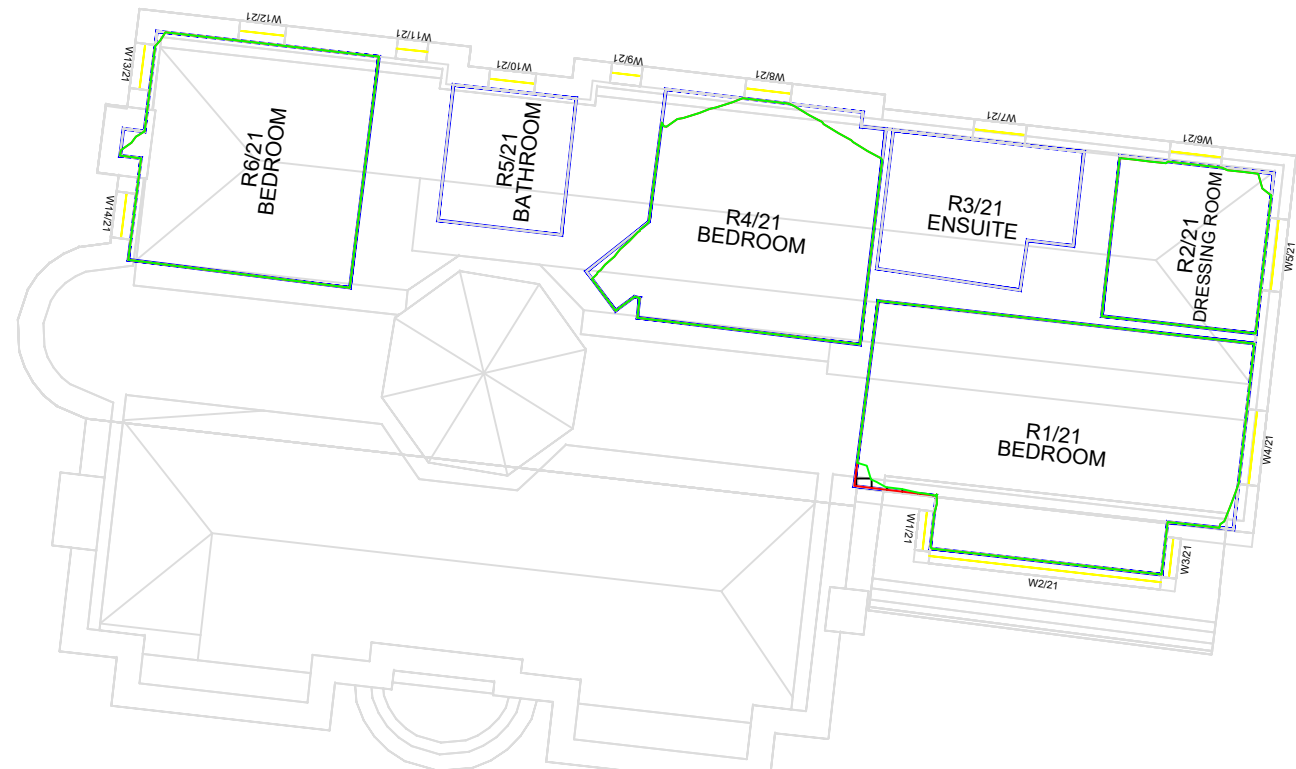 W12/21
W11/21
W10/21
W9/21
W8/21
W7/21
W6/21
W13/21
W14/21
R6/21
BEDROOM
R5/21
BATHROOM
R4/21
BEDROOM
R3/21
ENSUITE
R2/21
DRESSING ROOM
W5/21
R1/21
BEDROOM
W4/21
W1/21
W2/21
W3/21